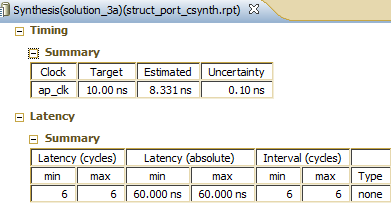 Synthesis(solution_3a)(struct_port_csynth.rpt)
Timing
Summary
Clock Target Estimated Uncertainty
ap_clk 10.00 ns 8.331 ns 0.10 ns
Latency
Summary
Latency (cycles) Latency (absolute) Interval (cycles)
min max min max min max Type
6 6 60.000 ns 60.000 ns 6 6 none